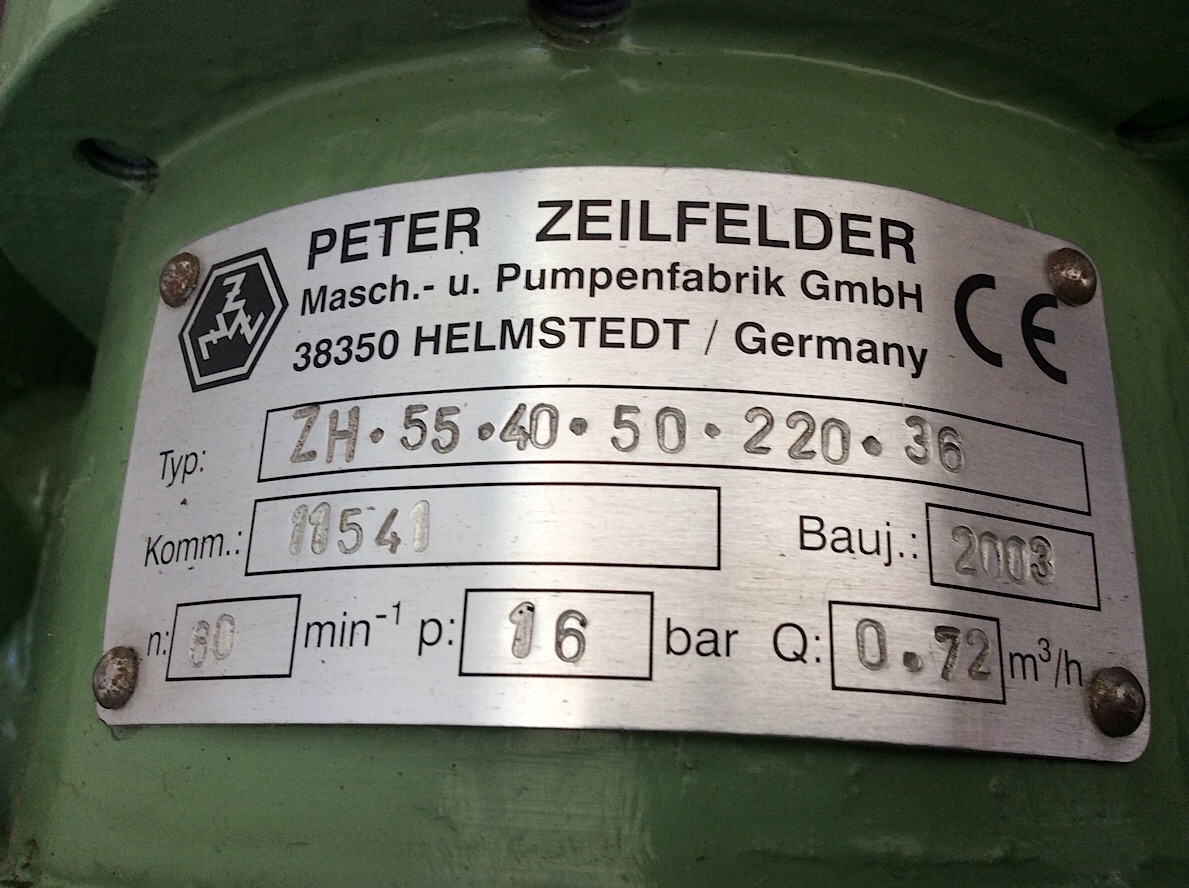 PETER ZEILFELDER
Masch.- u. Pumpenfabrik GmbH
38350 HELMSTEDT / Germany
CE
Typ: ZH·55·40·50·220·36
Komm.: 11541 Bauj.: 2003
n: 60 min⁻¹ p: 16 bar Q: 0.72 m³/h